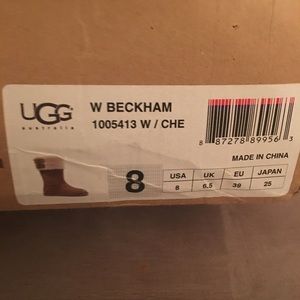 UGG
australia
W BECKHAM
1005413 W / CHE
8 87278 89956 3
MADE IN CHINA
8
USA UK EU JAPAN
8 6.5 39 25